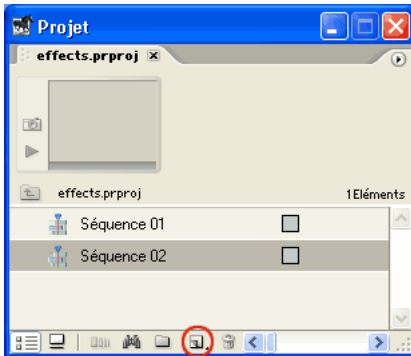 Projet
effects.prproj
effects.prproj 1Eléments
Séquence 01
Séquence 02